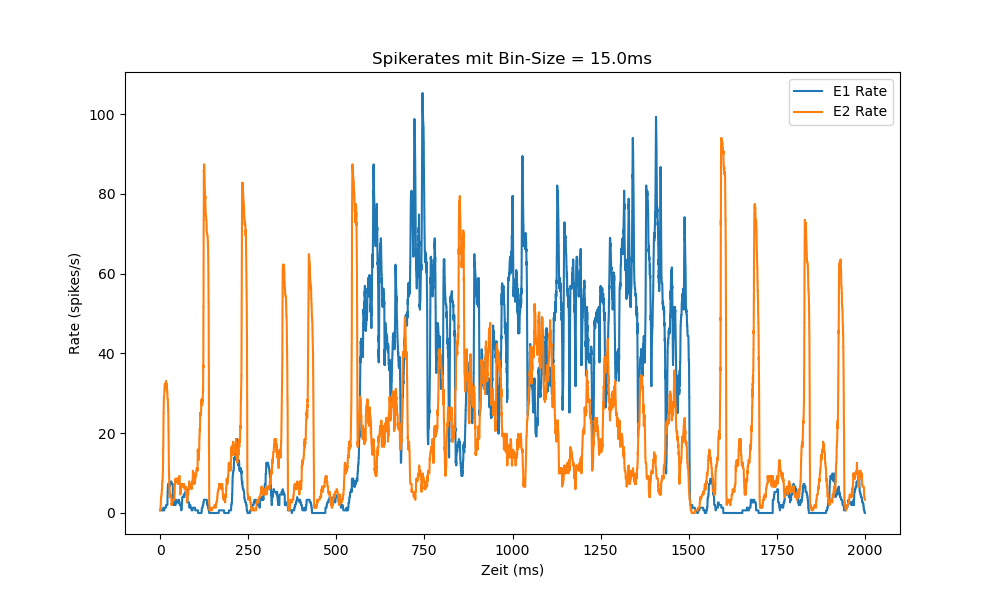 Spikerates mit Bin-Size = 15.0ms
E1 Rate
E2 Rate
Rate (spikes/s)
100
80
60
40
20
0
0 250 500 750 1000 1250 1500 1750 2000
Zeit (ms)